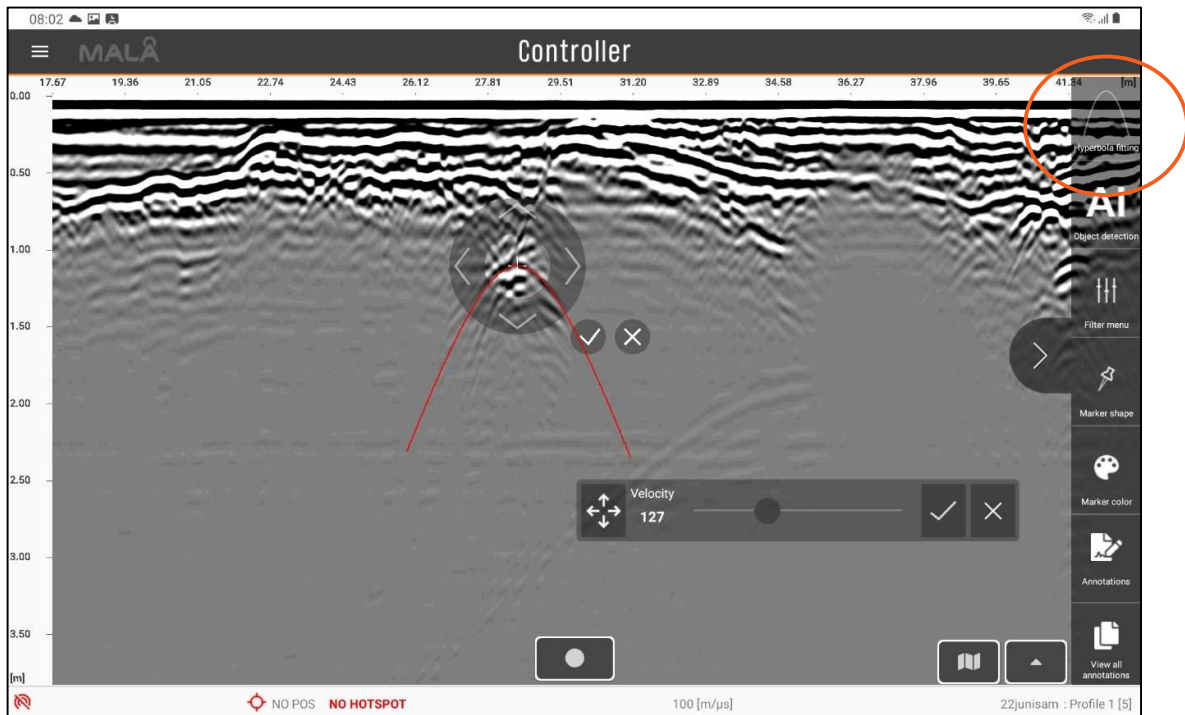 08:02
MALÅ
Controller
17.67 19.36 21.05 22.74 24.43 26.12 27.81 29.51 31.20 32.89 34.58 36.27 37.96 39.65 41.34 [m]
0.00
Hyperbola fitting
0.50
AI
Object detection
1.00
Filter menu
1.50
Marker shape
2.00
2.50
Velocity
127
Marker color
3.00
Annotations
3.50
View all
annotations
[m]
NO POS NO HOTSPOT 100 [m/µs] 22junisam : Profile 1 [5]